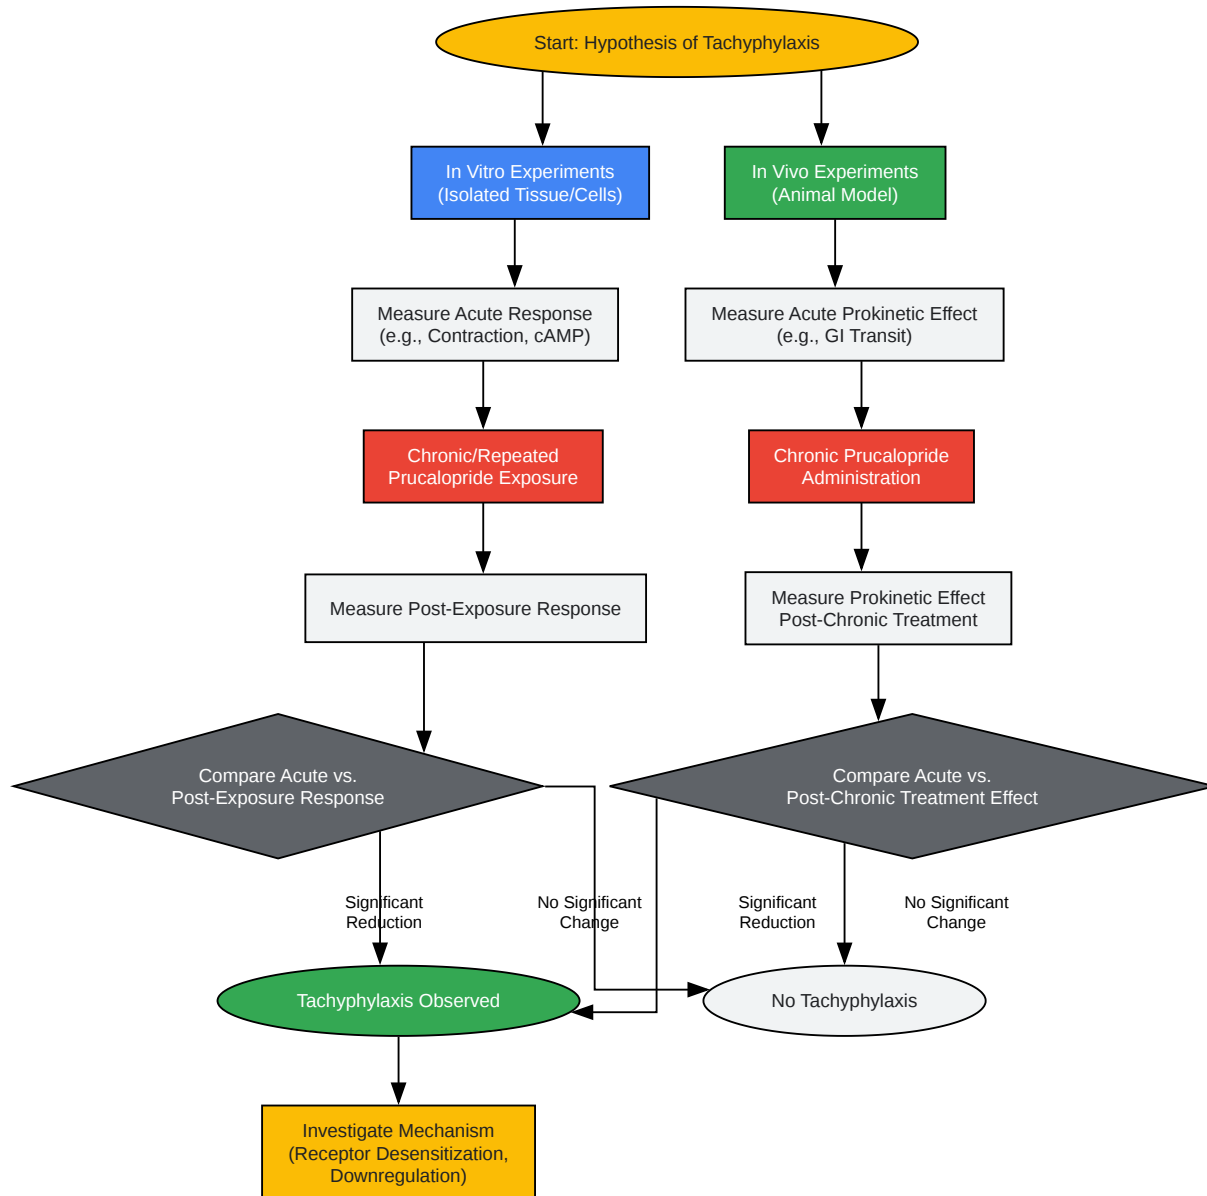 Start: Hypothesis of Tachyphylaxis
In Vitro Experiments
(Isolated Tissue/Cells)
In Vivo Experiments
(Animal Model)
Measure Acute Response
(e.g., Contraction, cAMP)
Measure Acute Prokinetic Effect
(e.g., GI Transit)
Chronic/Repeated
Prucalopride Exposure
Chronic Prucalopride
Administration
Measure Post-Exposure Response
Measure Prokinetic Effect
Post-Chronic Treatment
Compare Acute vs.
Post-Exposure Response
Compare Acute vs.
Post-Chronic Treatment Effect
Significant
Reduction
No Significant
Change
Significant
Reduction
No Significant
Change
Tachyphylaxis Observed
No Tachyphylaxis
Investigate Mechanism
(Receptor Desensitization,
Downregulation)